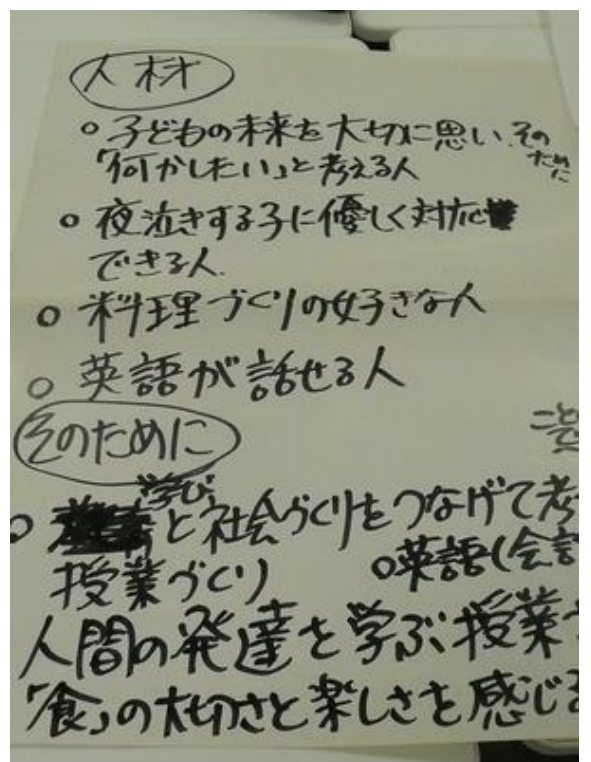 人材
○ 子どもの未来を大切に思い、そのために
「何かしたい」と考える人
○ 夜泣きする子に優しく対応
できる人.
○ 料理づくりの好きな人
○ 英語が話せる人
そのために
こと
○ 学びと社会づくりをつなげて考
授業づくり
○英語(会話
人間の発達を学ぶ授業
「食」の大切さと楽しさを感じる